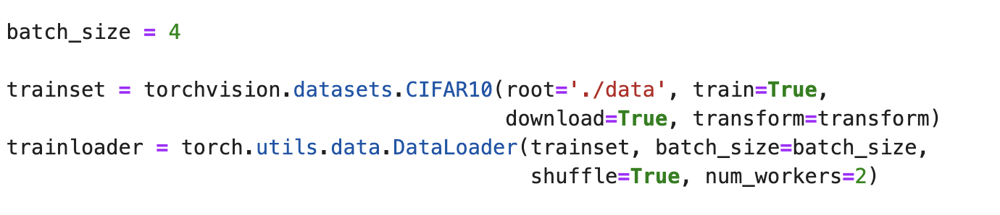 batch_size = 4
trainset = torchvision.datasets.CIFAR10(root='./data', train=True,
                                        download=True, transform=transform)
trainloader = torch.utils.data.DataLoader(trainset, batch_size=batch_size,
                                          shuffle=True, num_workers=2)